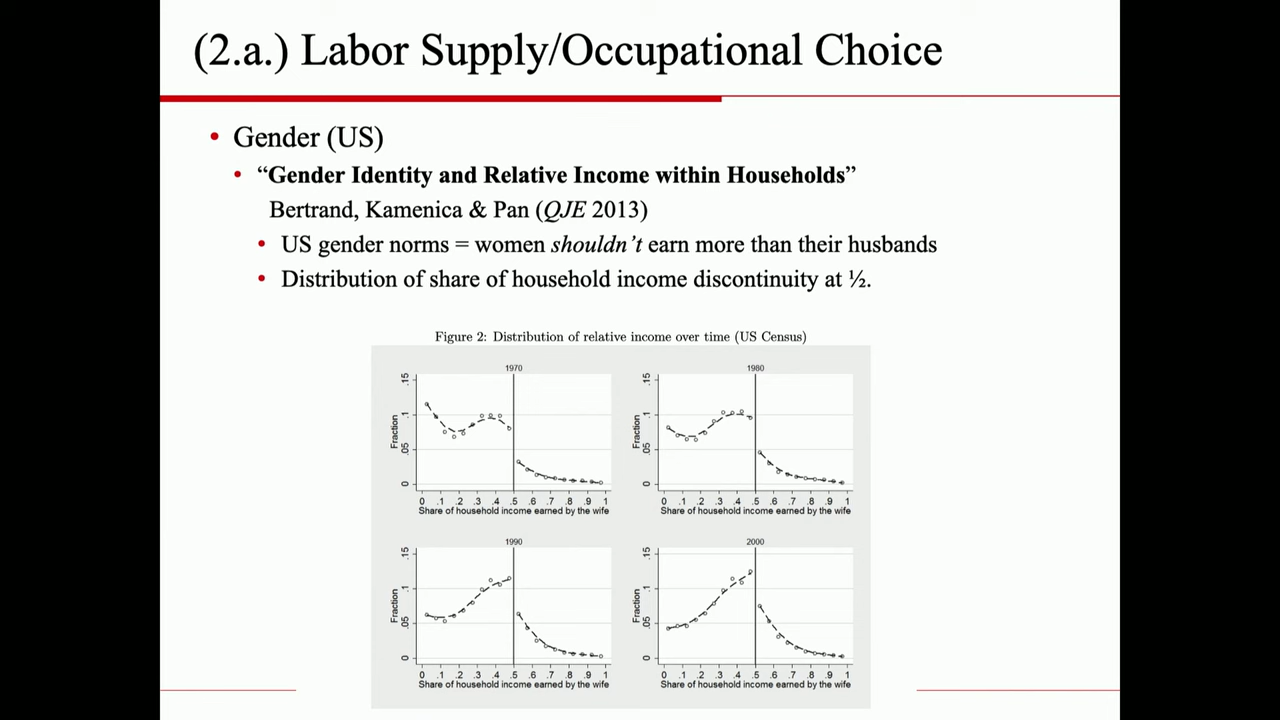 (2.a.) Labor Supply/Occupational Choice
• Gender (US)
• “Gender Identity and Relative Income within Households”
Bertrand, Kamenica & Pan (QJE 2013)
• US gender norms = women shouldn’t earn more than their husbands
• Distribution of share of household income discontinuity at ½.
Figure 2: Distribution of relative income over time (US Census)
1970
Fraction
.15
.1
.05
0
0 .1 .2 .3 .4 .5 .6 .7 .8 .9 1
Share of household income earned by the wife
1980
Fraction
.15
.1
.05
0
0 .1 .2 .3 .4 .5 .6 .7 .8 .9 1
Share of household income earned by the wife
1990
Fraction
.15
.1
.05
0
0 .1 .2 .3 .4 .5 .6 .7 .8 .9 1
Share of household income earned by the wife
2000
Fraction
.15
.1
.05
0
0 .1 .2 .3 .4 .5 .6 .7 .8 .9 1
Share of household income earned by the wife